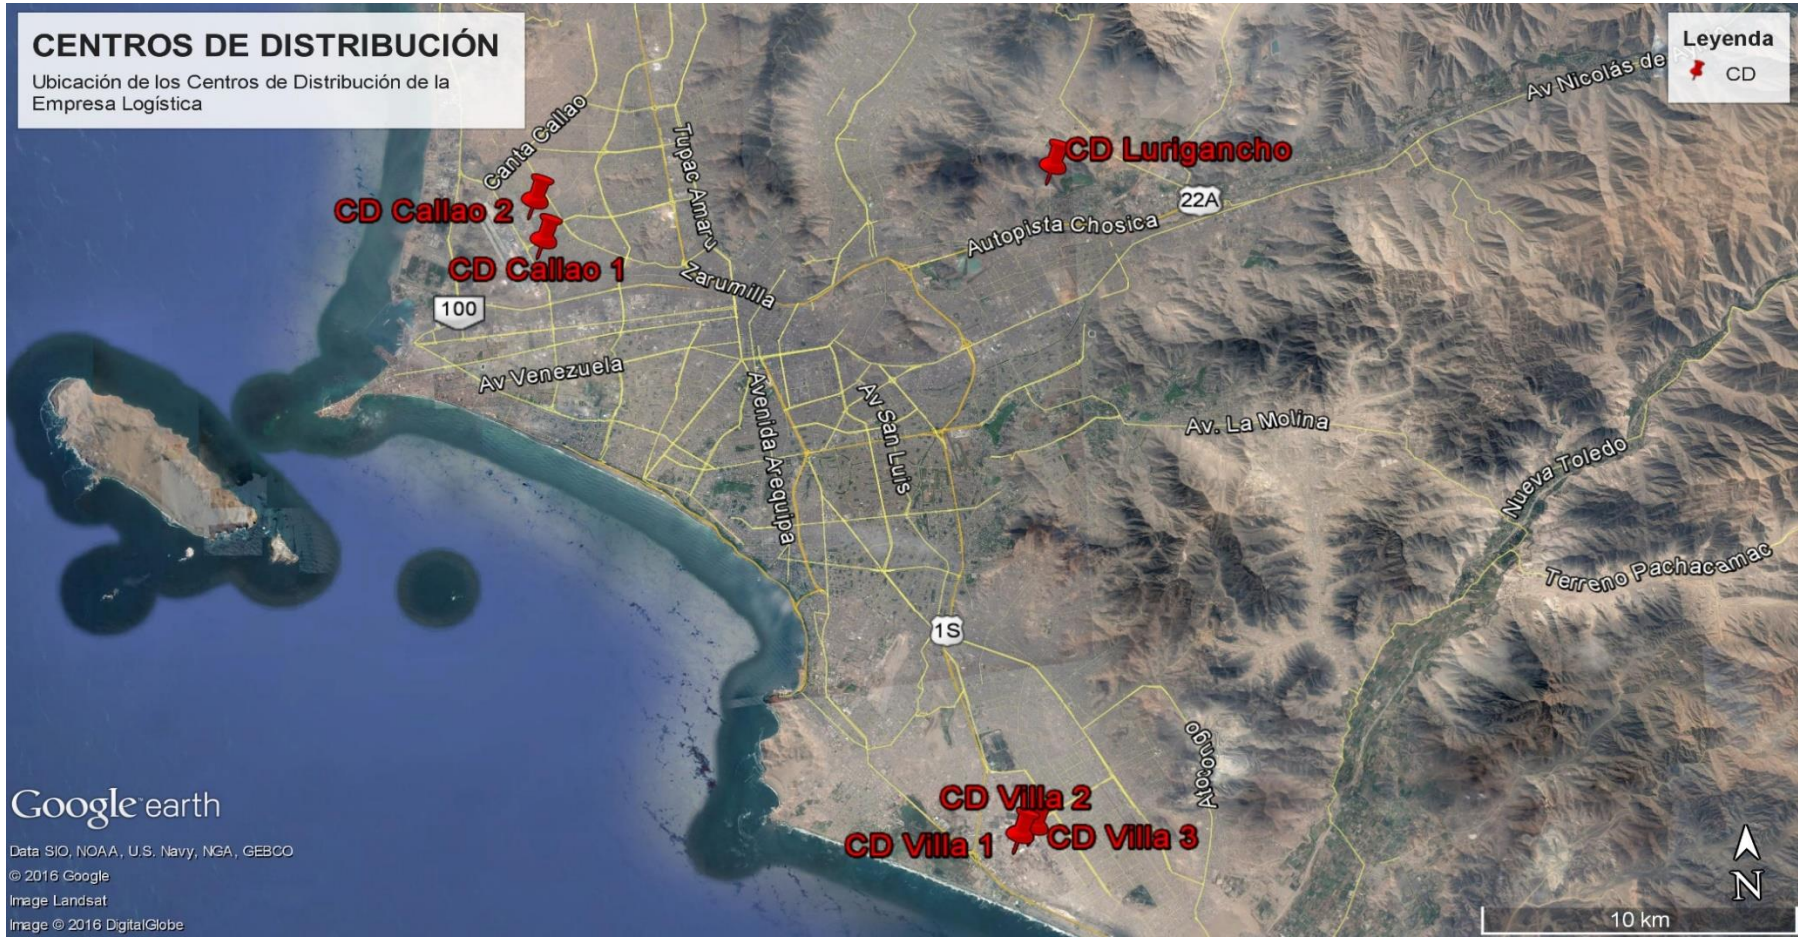 CENTROS DE DISTRIBUCIÓN
Ubicación de los Centros de Distribución de la
Empresa Logística
Leyenda
CD
Av Nicolás de
Canta Callao
Tupac Amaru
CD Lurigancho
22A
CD Callao 2
Autopista Chosica
CD Callao 1
Zarumilla
100
Av Venezuela
Avenida Arequipa
Av San Luis
Av. La Molina
Nueva Toledo
Terreno Pachacamac
1S
Atocongo
CD Villa 2
CD Villa 1
CD Villa 3
Google earth
Data SIO, NOAA, U.S. Navy, NGA, GEBCO
© 2016 Google
Image Landsat
Image © 2016 DigitalGlobe
N
10 km